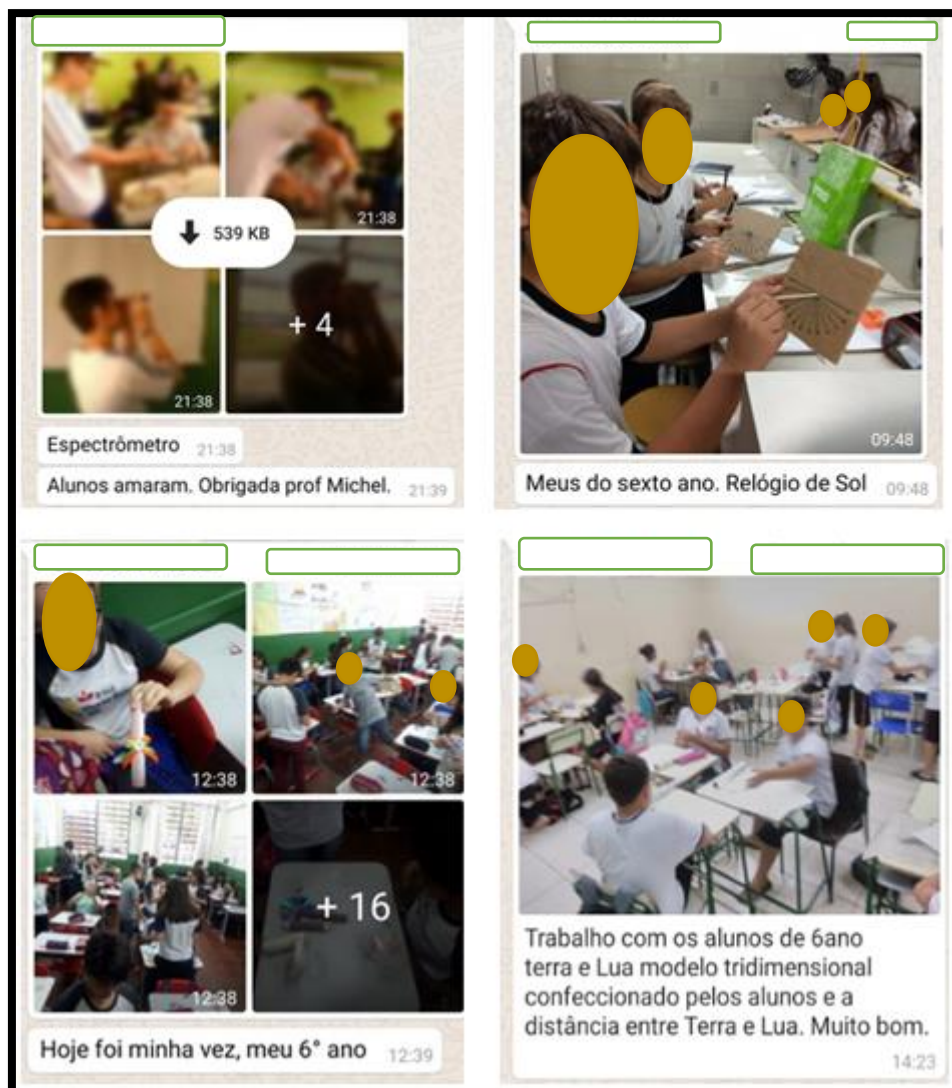 21:38
539 KB
21:38
+ 4
Espectrômetro 21:38
Alunos amaram. Obrigada prof Michel. 21:39
09:48
Meus do sexto ano. Relógio de Sol 09:48
12:38
12:38
12:38
+ 16
Hoje foi minha vez, meu 6° ano 12:39
Trabalho com os alunos de 6ano
terra e Lua modelo tridimensional
confeccionado pelos alunos e a
distância entre Terra e Lua. Muito bom.
14:23